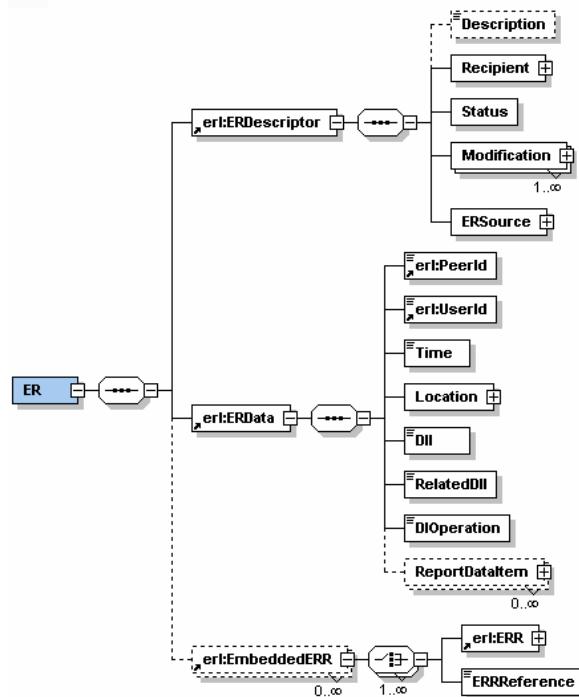 Description
Recipient
Status
Modification
1..∞
ERSource
erl:ERDescriptor
erl:PeerId
erl:UserId
Time
Location
DII
RelatedDII
DIOperation
ReportDataItem
0..∞
ER
erl:ERData
erl:EmbeddedERR
0..∞
1..∞
erl:ERR
ERRReference